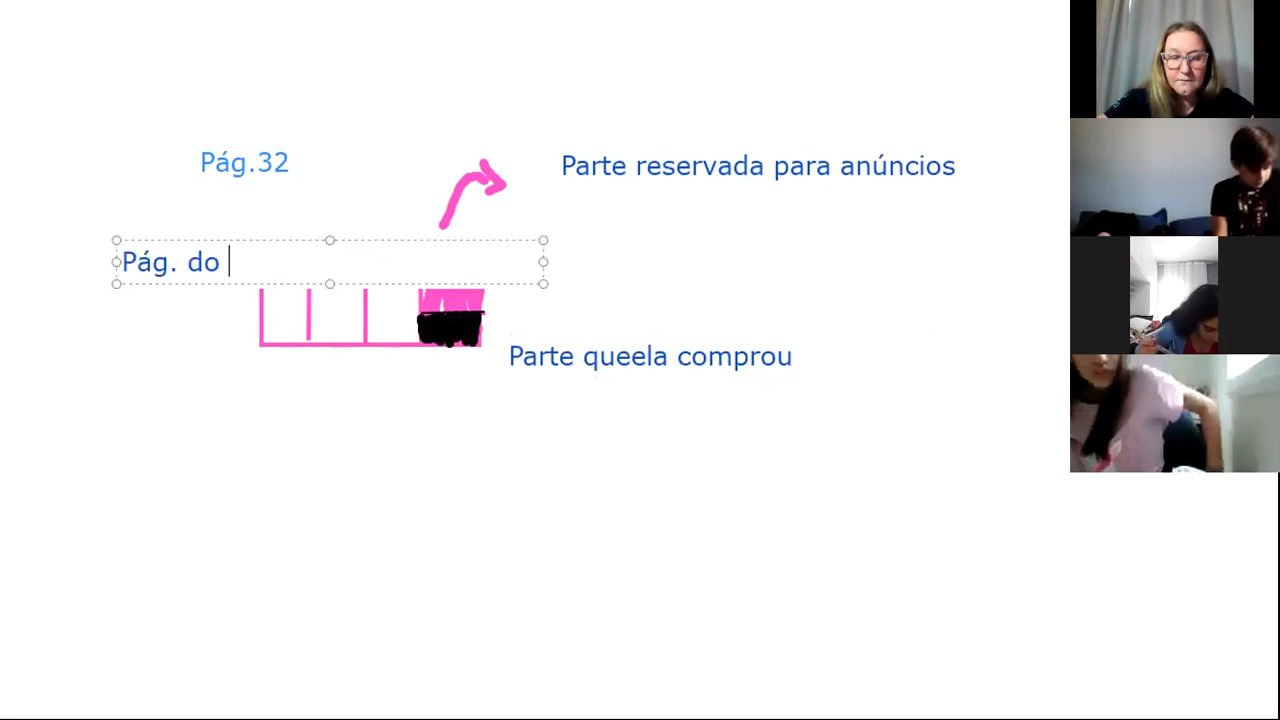 Pág.32
Parte reservada para anúncios
Pág. do
Parte queela comprou